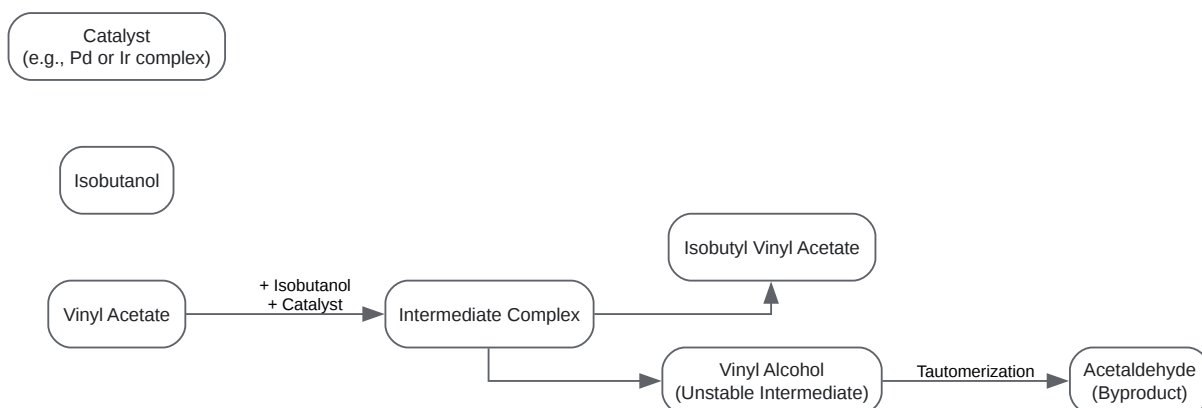 Catalyst
(e.g., Pd or Ir complex)
Isobutanol
Isobutyl Vinyl Acetate
Vinyl Acetate
+ Isobutanol
+ Catalyst
Intermediate Complex
Vinyl Alcohol
(Unstable Intermediate)
Tautomerization
Acetaldehyde
(Byproduct)